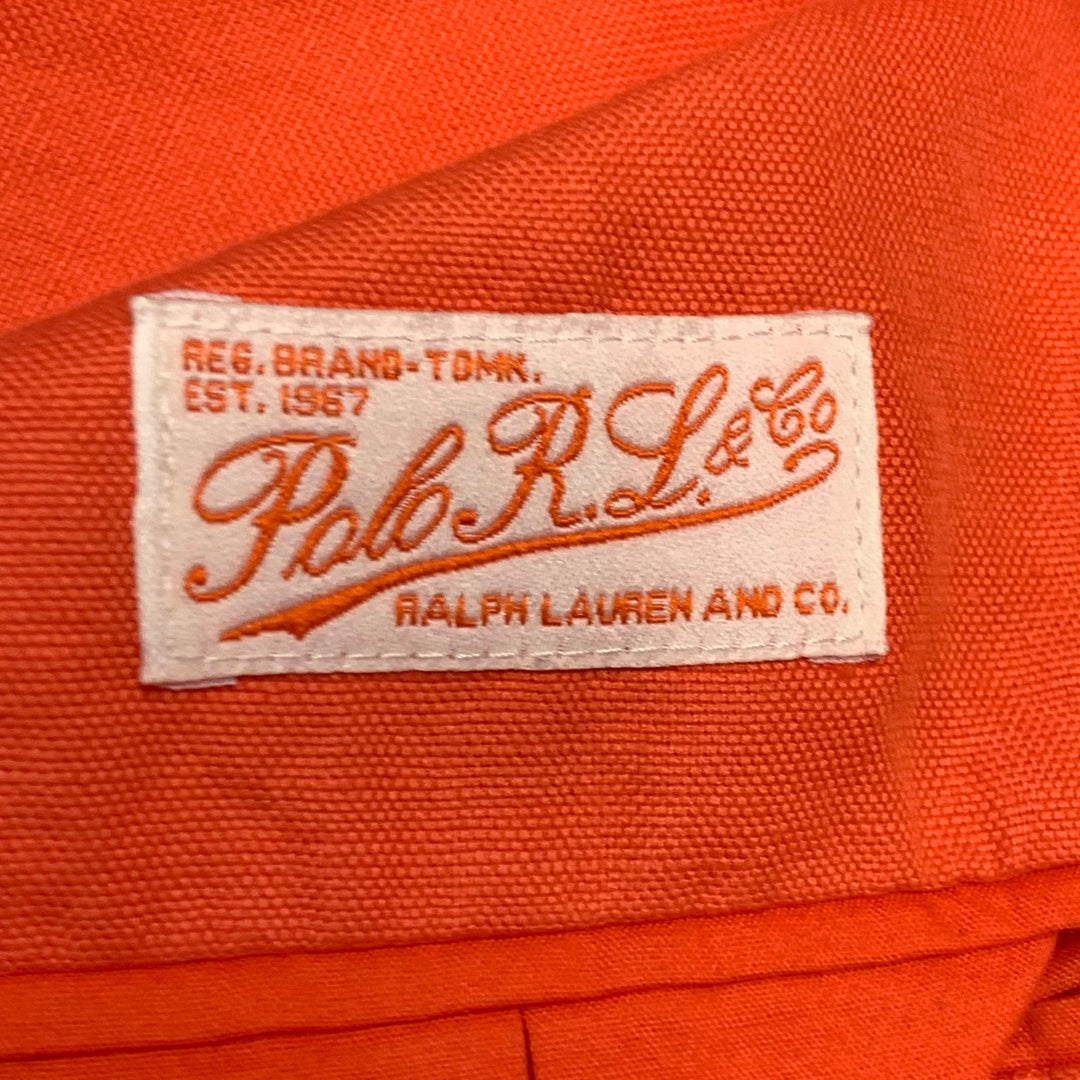 REG. BRAND-TDMK.
EST. 1967
Polo R.L. & Co
RALPH LAUREN AND CO.